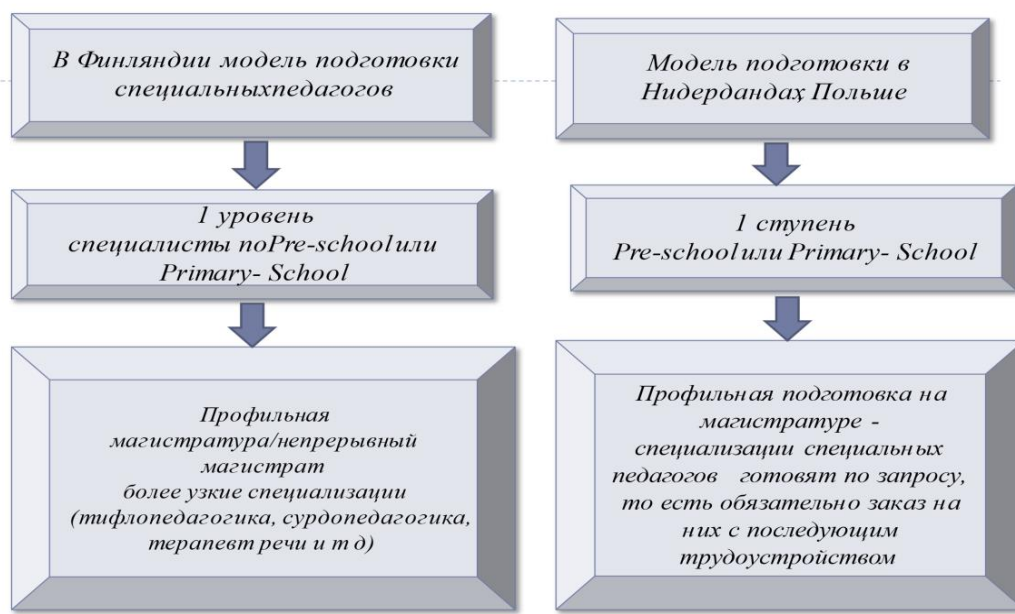 В Финляндии модель подготовки
специальныхпедагогов
1 уровень
специалисты поPre-schoolили
Primary- School
Профильная
магистратура/непрерывный
магистрат
более узкие специализации
(тифлопедагогика, сурдопедагогика,
терапевт речи и т д)
Модель подготовки в
Нидердандах, Польше
1 ступень
Pre-schoolили Primary- School
Профильная подготовка на
магистратуре -
специализации специальных
педагогов готовят по запросу,
то есть обязательно заказ на
них с последующим
трудоустройством